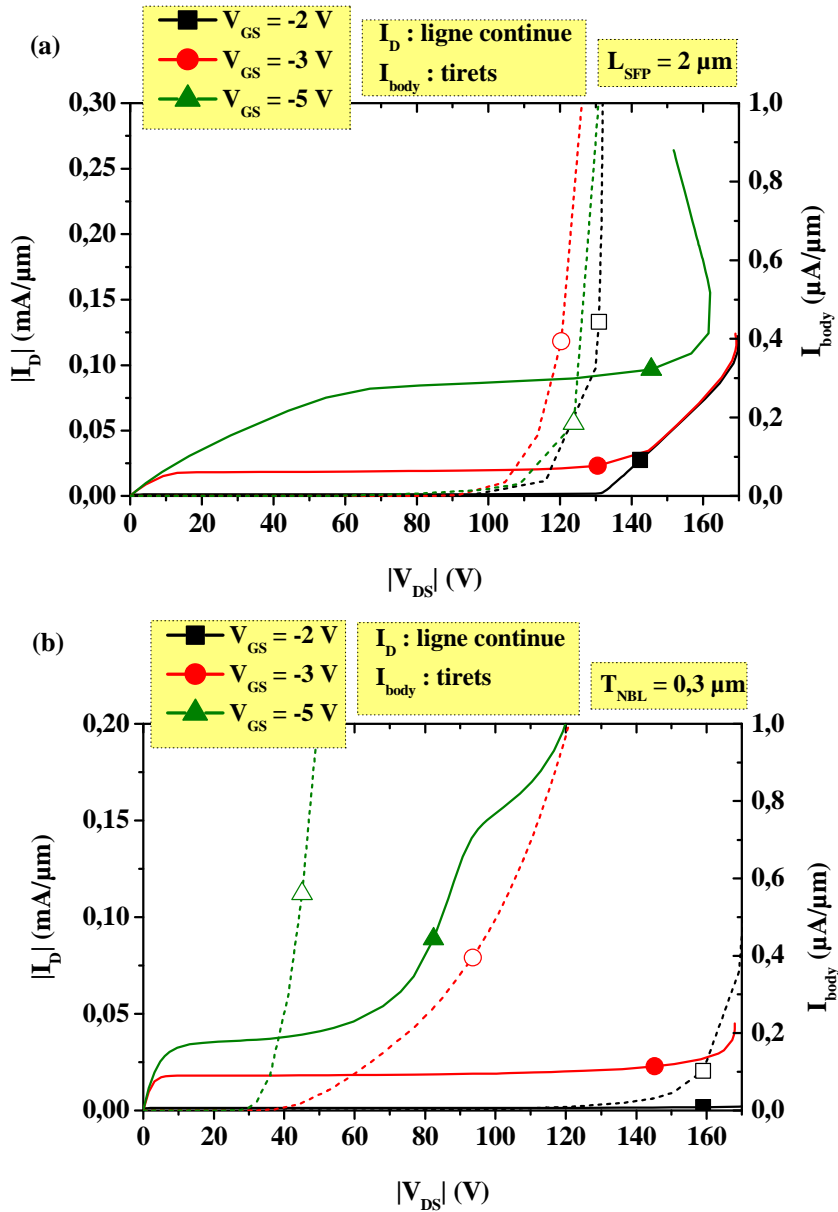 (a)
V_GS = -2 V
V_GS = -3 V
V_GS = -5 V
I_D : ligne continue
I_body : tirets
L_SFP = 2 µm
0,30
0,25
0,20
0,15
0,10
0,05
0,00
|I_D| (mA/µm)
1,0
0,8
0,6
0,4
0,2
0,0
I_body (µA/µm)
0 20 40 60 80 100 120 140 160
|V_DS| (V)
(b)
V_GS = -2 V
V_GS = -3 V
V_GS = -5 V
I_D : ligne continue
I_body : tirets
T_NBL = 0,3 µm
0,20
0,15
0,10
0,05
0,00
|I_D| (mA/µm)
1,0
0,8
0,6
0,4
0,2
0,0
I_body (µA/µm)
0 20 40 60 80 100 120 140 160
|V_DS| (V)